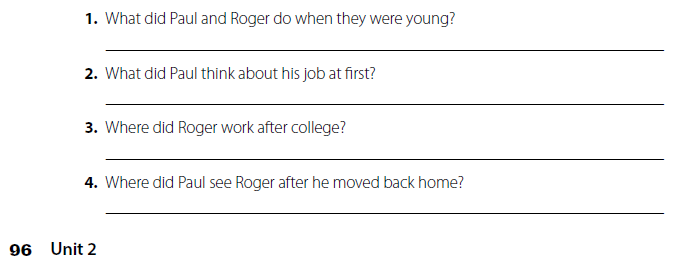 1. What did Paul and Roger do when they were young?
2. What did Paul think about his job at first?
3. Where did Roger work after college?
4. Where did Paul see Roger after he moved back home?
96 Unit 2